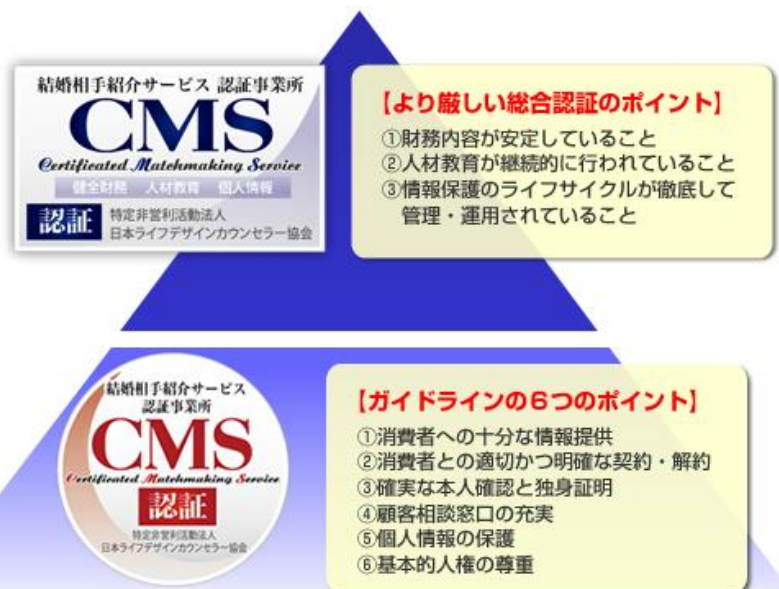 結婚相手紹介サービス 認証事業所
CMS
Certificated Matchmaking Service
健全財務 人材教育 個人情報
認証
特定非営利活動法人
日本ライフデザインカウンセラー協会
【より厳しい総合認証のポイント】
①財務内容が安定していること
②人材教育が継続的に行われていること
③情報保護のライフサイクルが徹底して
管理・運用されていること
結婚相手紹介サービス
認証事業所
CMS
Certificated Matchmaking Service
認証
特定非営利活動法人
日本ライフデザインカウンセラー協会
【ガイドラインの6つのポイント】
①消費者への十分な情報提供
②消費者との適切かつ明確な契約・解約
③確実な本人確認と独身証明
④顧客相談窓口の充実
⑤個人情報の保護
⑥基本的人権の尊重